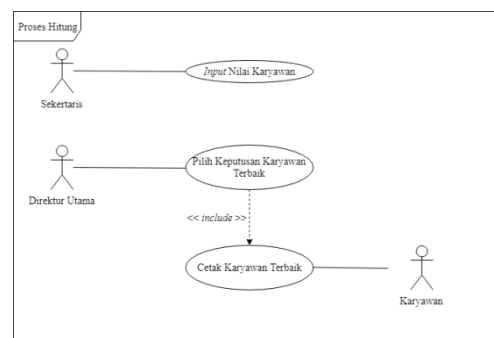 Proses Hitung
Input Nilai Karyawan
Sekertaris
Pilih Keputusan Karyawan
Terbaik
Direktur Utama
<< include >>
Cetak Karyawan Terbaik
Karyawan